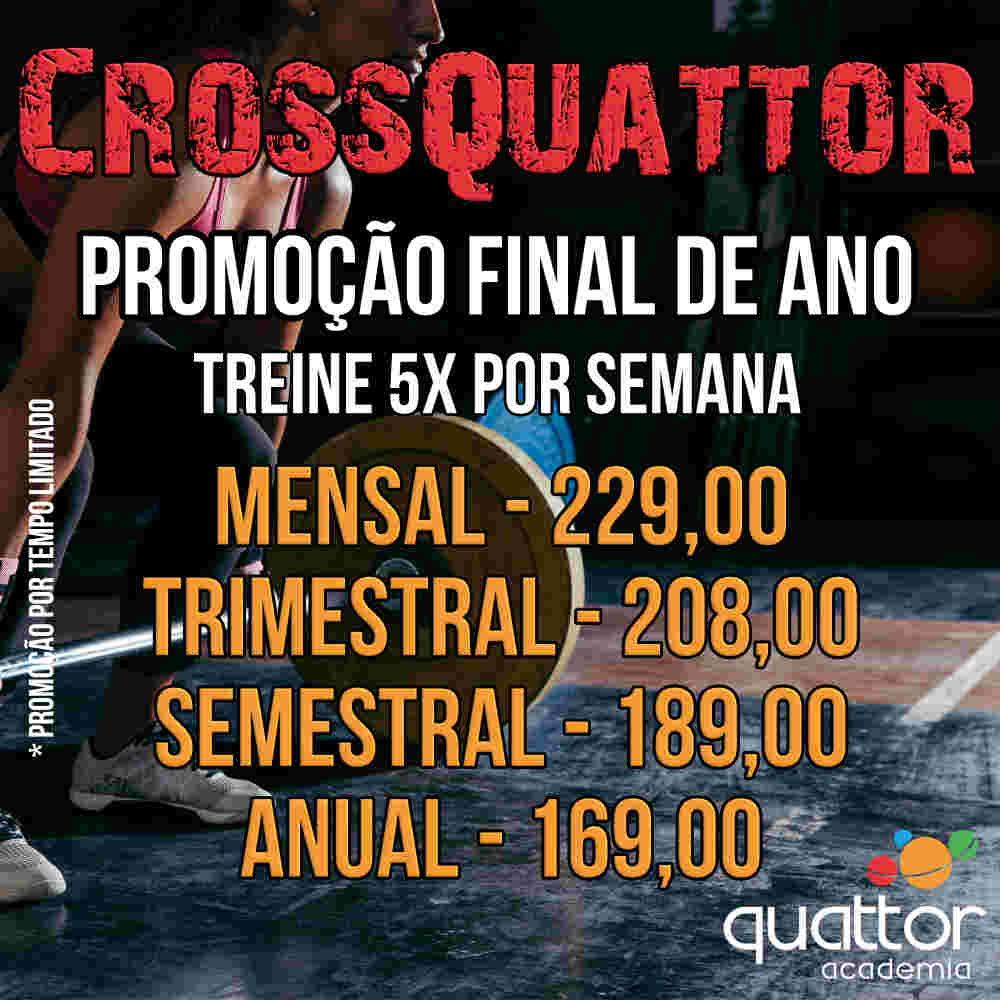 CrossQuattor
PROMOÇÃO FINAL DE ANO
TREINE 5X POR SEMANA
MENSAL - 229,00
TRIMESTRAL - 208,00
SEMESTRAL - 189,00
ANUAL - 169,00
* PROMOÇÃO POR TEMPO LIMITADO
quattor
academia